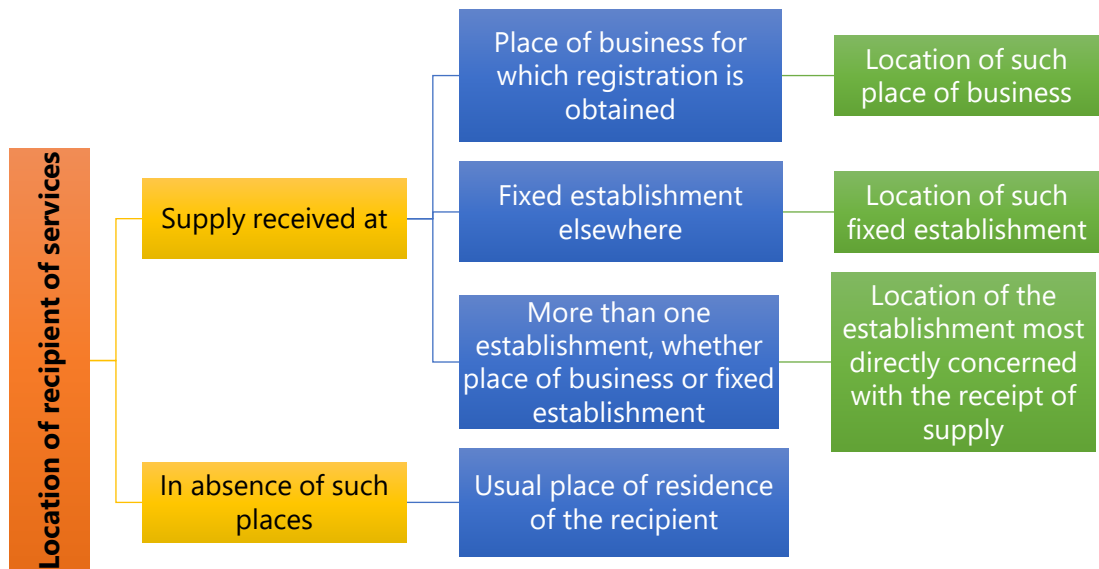 Location of recipient of services
Supply received at
Place of business for
which registration is
obtained
Location of such
place of business
Fixed establishment
elsewhere
Location of such
fixed establishment
More than one
establishment, whether
place of business or fixed
establishment
Location of the
establishment most
directly concerned
with the receipt of
supply
In absence of such
places
Usual place of residence
of the recipient